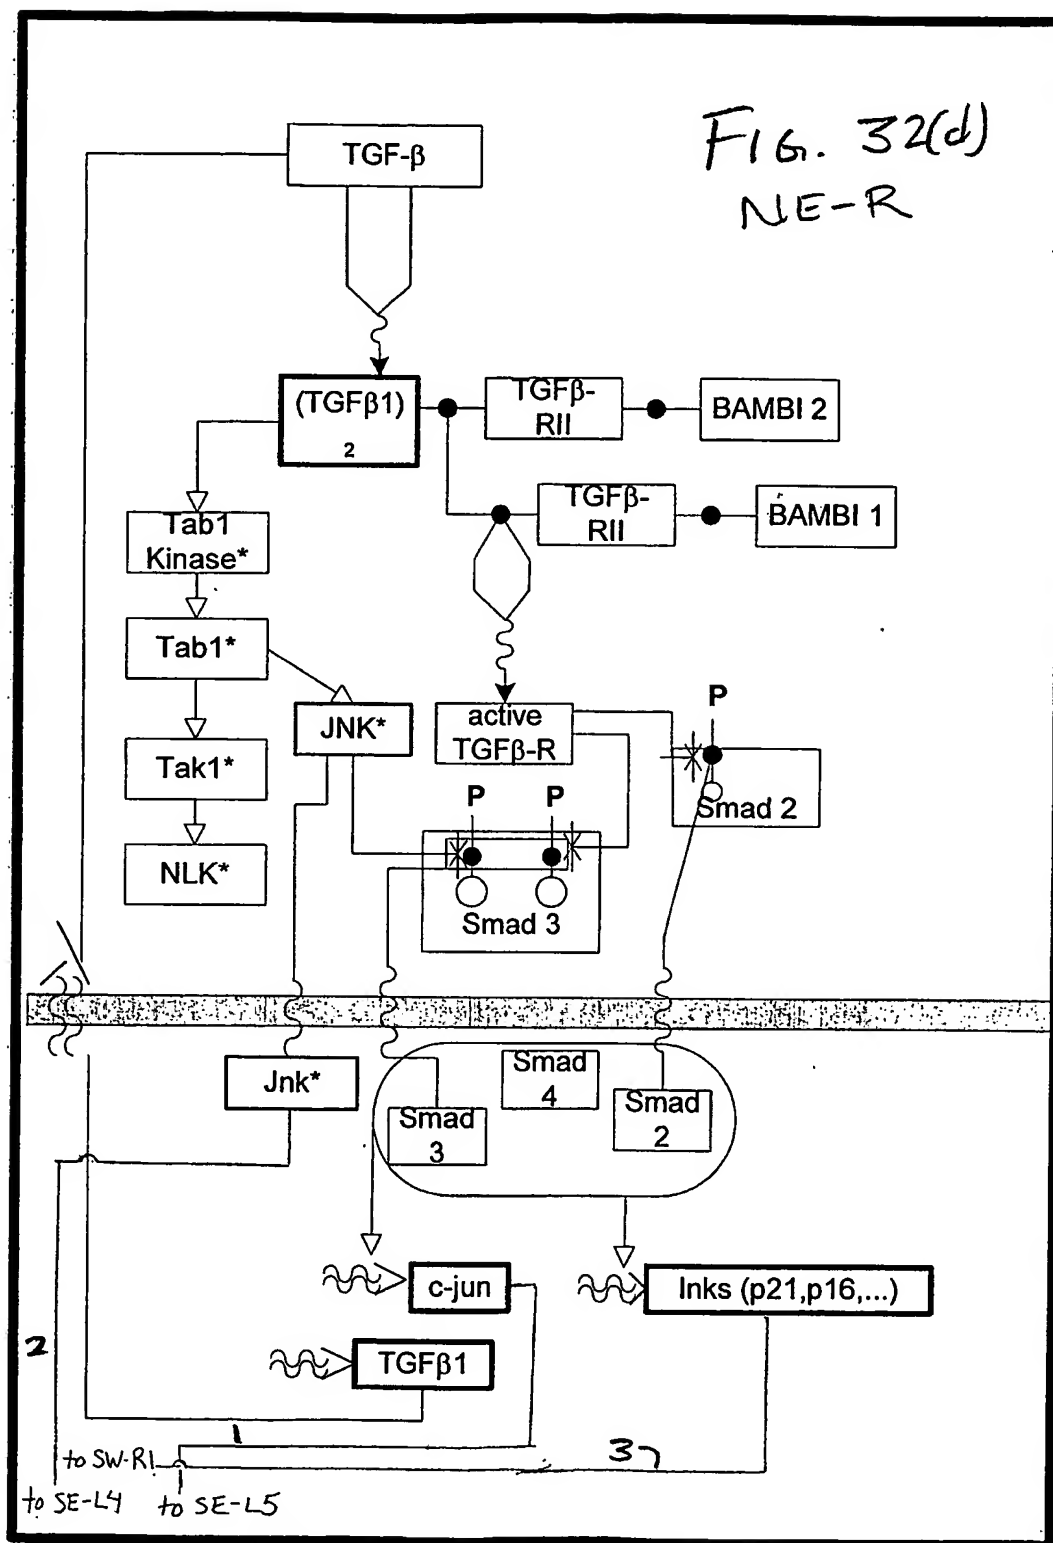 FIG. 32(d)
NE-R
TGF-β
(TGFβ1)
2
TGFβ-
RII
BAMBI 2
TGFβ-
RII
BAMBI 1
Tab1
Kinase*
Tab1*
JNK*
active
TGFβ-R
P
Smad 2
Tak1*
P P
NLK*
Smad 3
Jnk*
Smad
4
Smad
3
Smad
2
c-jun
Inks (p21,p16,...)
2
TGFβ1
1
3
to SW-R1
to SE-L4
to SE-L5